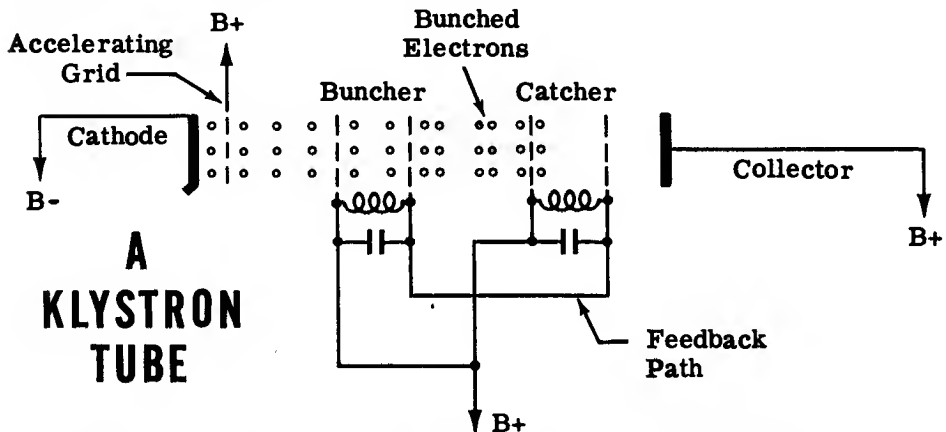 B+
Accelerating
Grid
Bunched
Electrons
Buncher
Catcher
Cathode
Collector
B-
B+
A
KLYSTRON
TUBE
Feedback
Path
B+